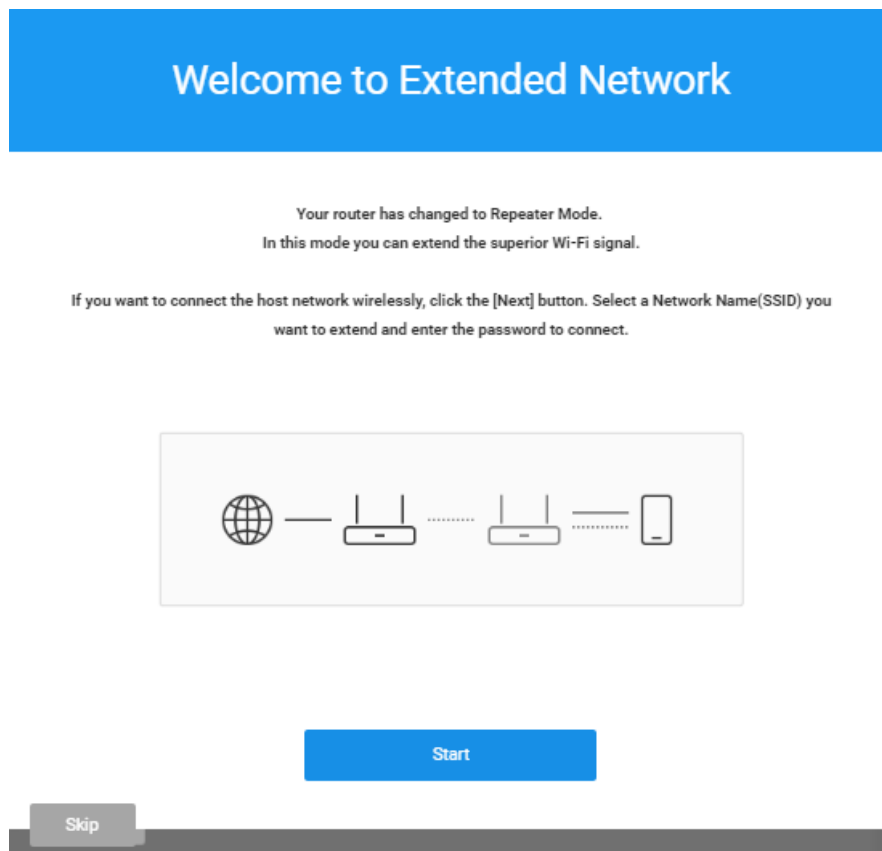 Welcome to Extended Network
Your router has changed to Repeater Mode.
In this mode you can extend the superior Wi-Fi signal.
If you want to connect the host network wirelessly, click the [Next] button. Select a Network Name(SSID) you
want to extend and enter the password to connect.
Start
Skip